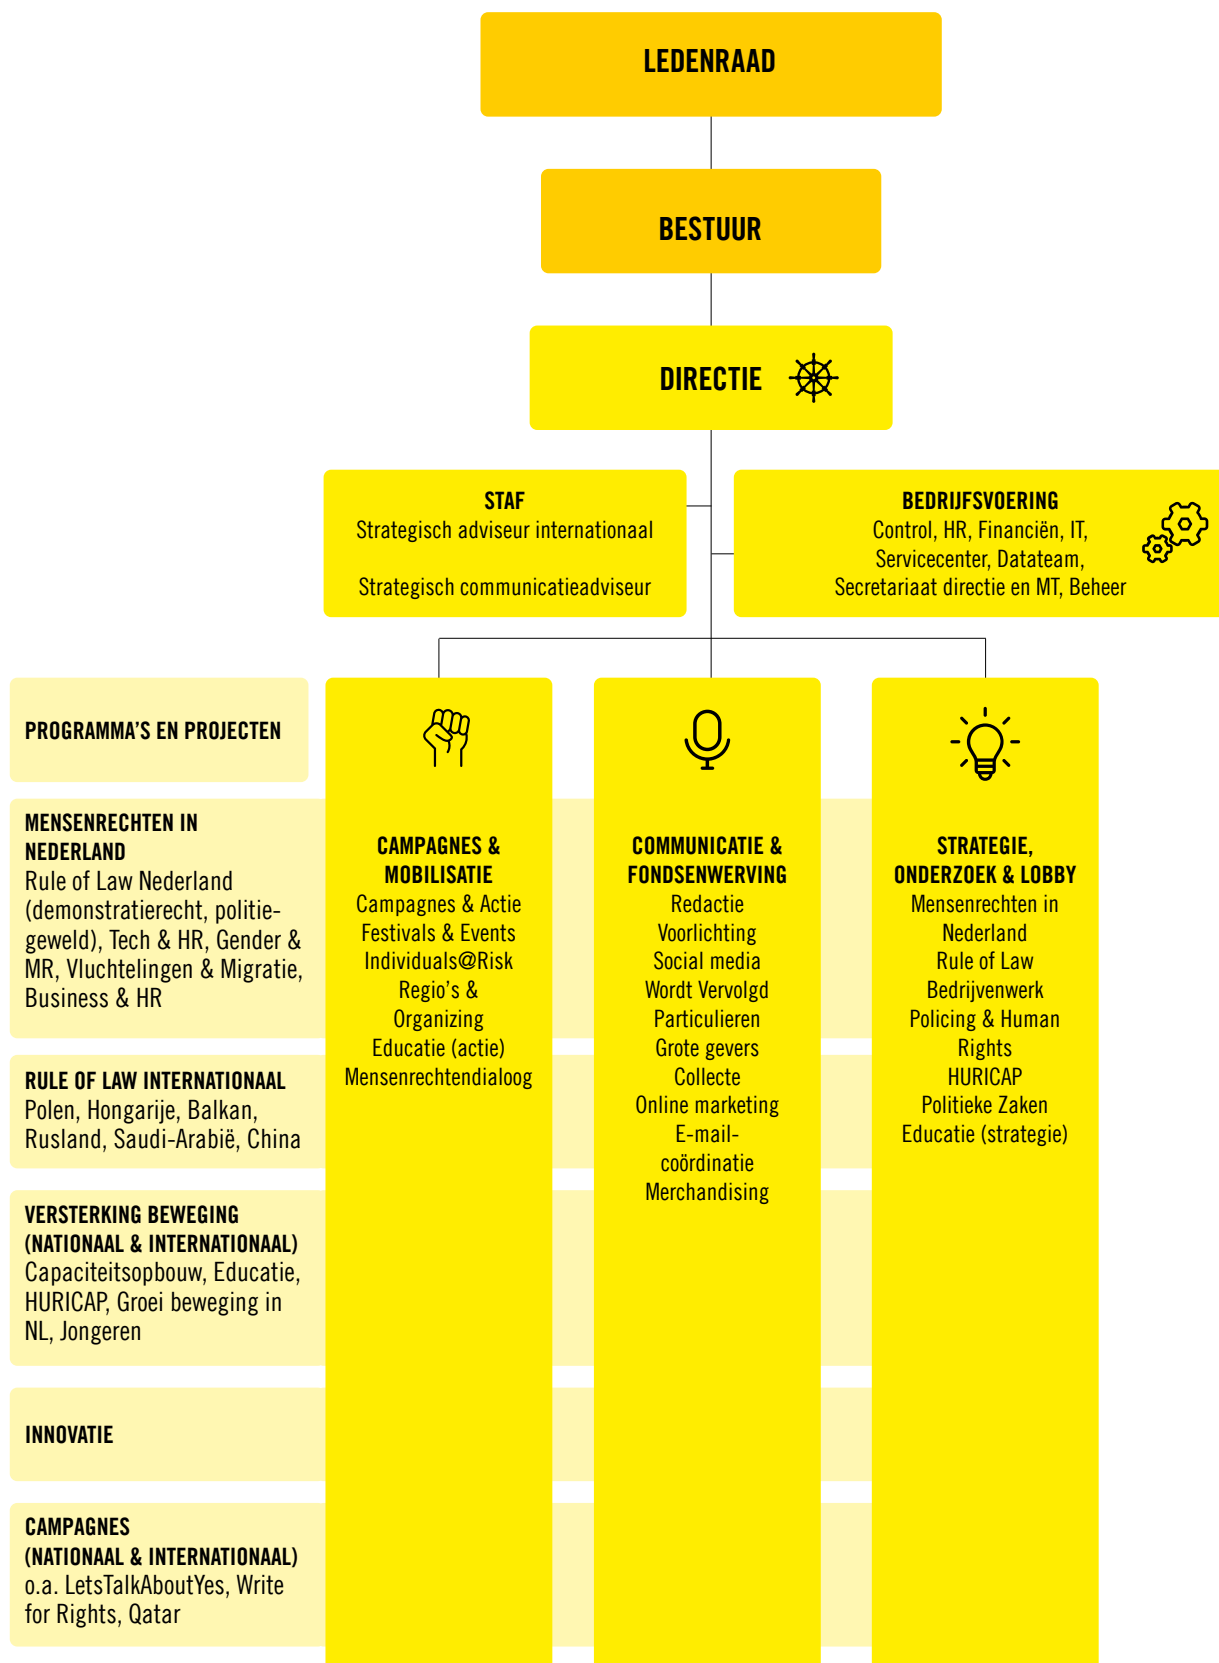 LEDENRAAD
BESTUUR
DIRECTIE
STAF
Strategisch adviseur internationaal
Strategisch communicatieadviseur
BEDRIJFSVOERING
Control, HR, Financiën, IT,
Servicecenter, Datateam,
Secretariaat directie en MT, Beheer
PROGRAMMA'S EN PROJECTEN
MENSENRECHTEN IN
NEDERLAND
Rule of Law Nederland
(demonstratierecht, politie-
geweld), Tech & HR, Gender &
MR, Vluchtelingen & Migratie,
Business & HR
RULE OF LAW INTERNATIONAAL
Polen, Hongarije, Balkan,
Rusland, Saudi-Arabië, China
VERSTERKING BEWEGING
(NATIONAAL & INTERNATIONAAL)
Capaciteitsopbouw, Educatie,
HURICAP, Groei beweging in
NL, Jongeren
INNOVATIE
CAMPAGNES
(NATIONAAL & INTERNATIONAAL)
o.a. LetsTalkAboutYes, Write
for Rights, Qatar
CAMPAGNES &
MOBILISATIE
Campagnes & Actie
Festivals & Events
Individuals@Risk
Regio's &
Organizing
Educatie (actie)
Mensenrechtendialoog
COMMUNICATIE &
FONDSENWERVING
Redactie
Voorlichting
Social media
Wordt Vervolgd
Particulieren
Grote gevers
Collecte
Online marketing
E-mail-
coördinatie
Merchandising
STRATEGIE,
ONDERZOEK & LOBBY
Mensenrechten in
Nederland
Rule of Law
Bedrijvenwerk
Policing & Human
Rights
HURICAP
Politieke Zaken
Educatie (strategie)